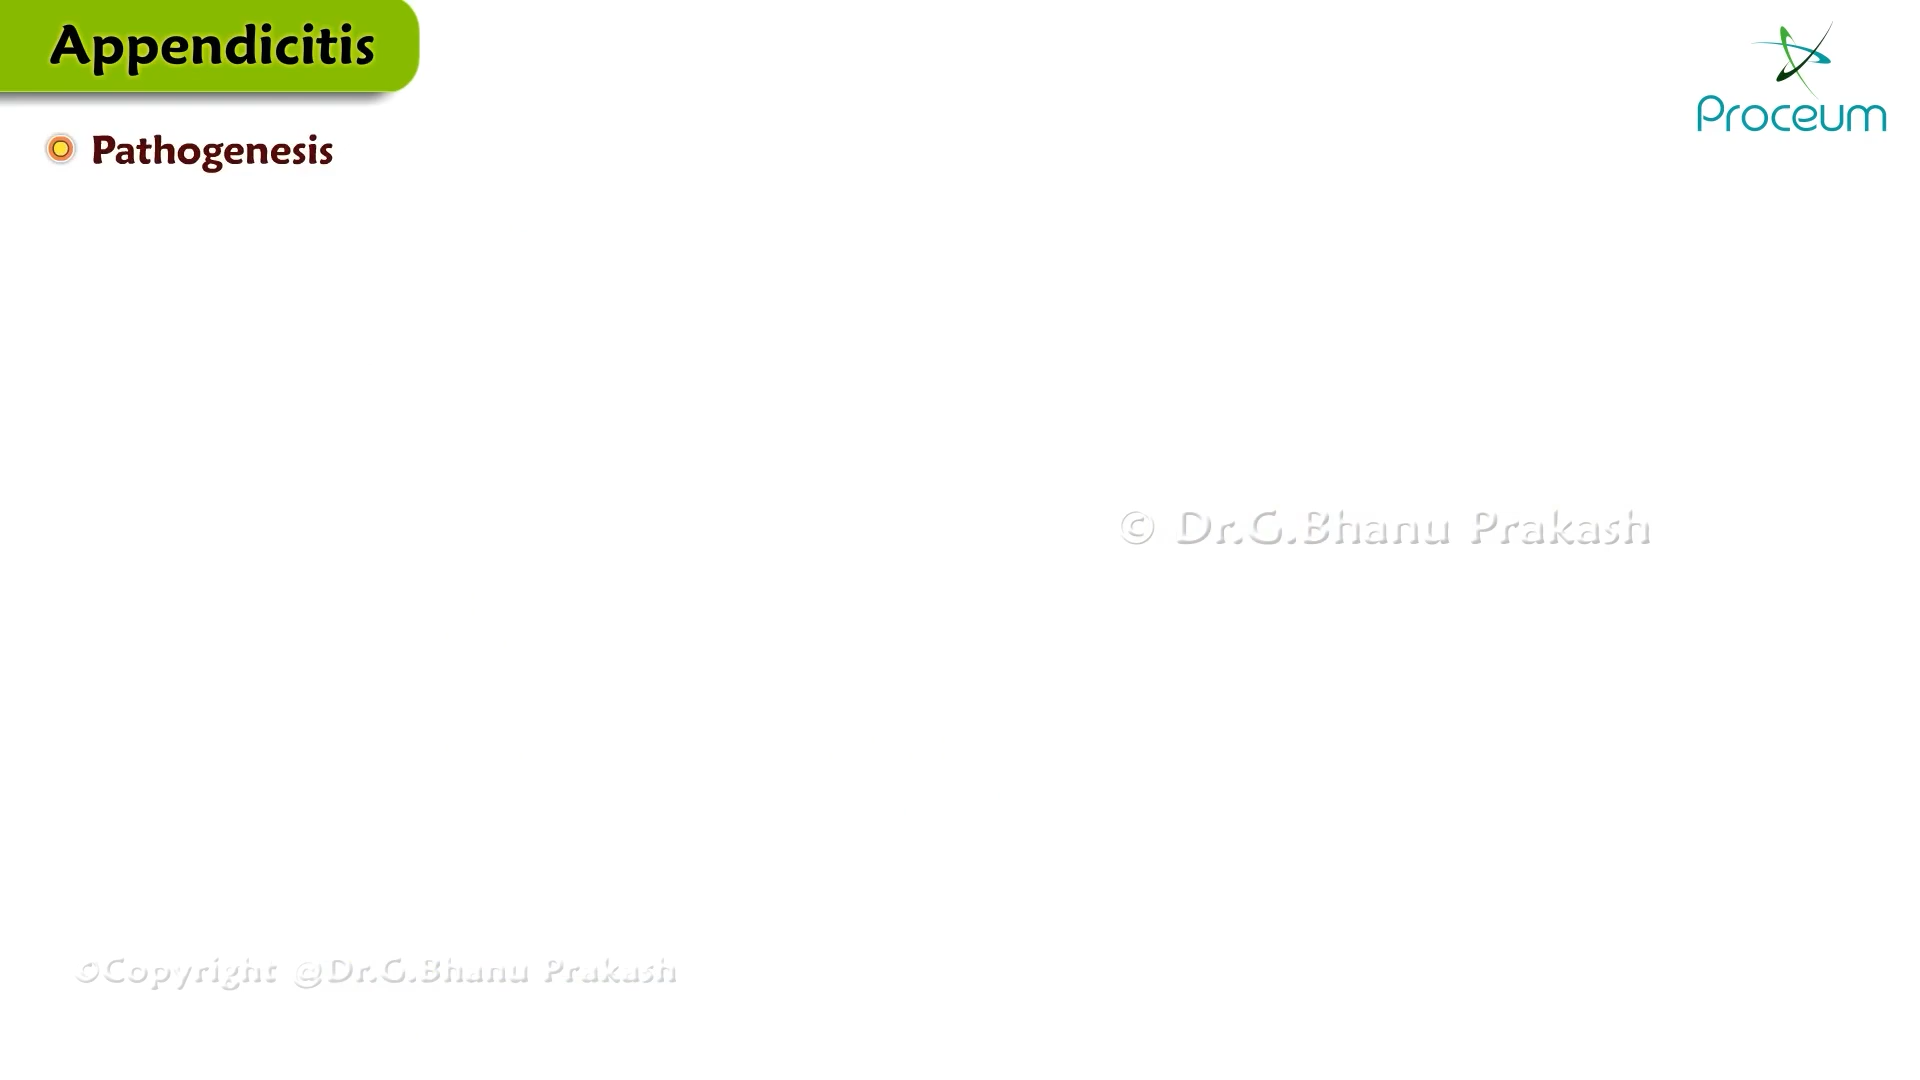 Appendicitis
Proceum
Pathogenesis
© Dr.G.Bhanu Prakash
©Copyright @Dr.G.Bhanu Prakash